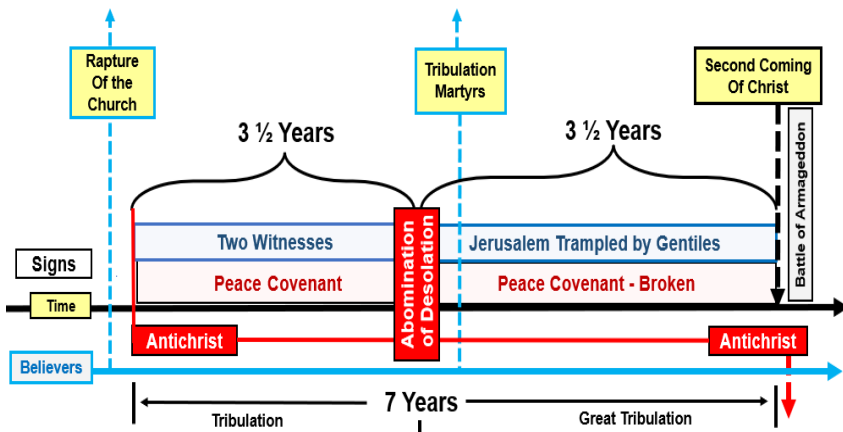 Rapture
Of the
Church
Tribulation
Martyrs
Second Coming
Of Christ
3 ½ Years
3 ½ Years
Battle of Armageddon
Two Witnesses
Jerusalem Trampled by Gentiles
Signs
Peace Covenant
Abomination
of Desolation
Peace Covenant - Broken
Time
Antichrist
Antichrist
Believers
7 Years
Tribulation
Great Tribulation